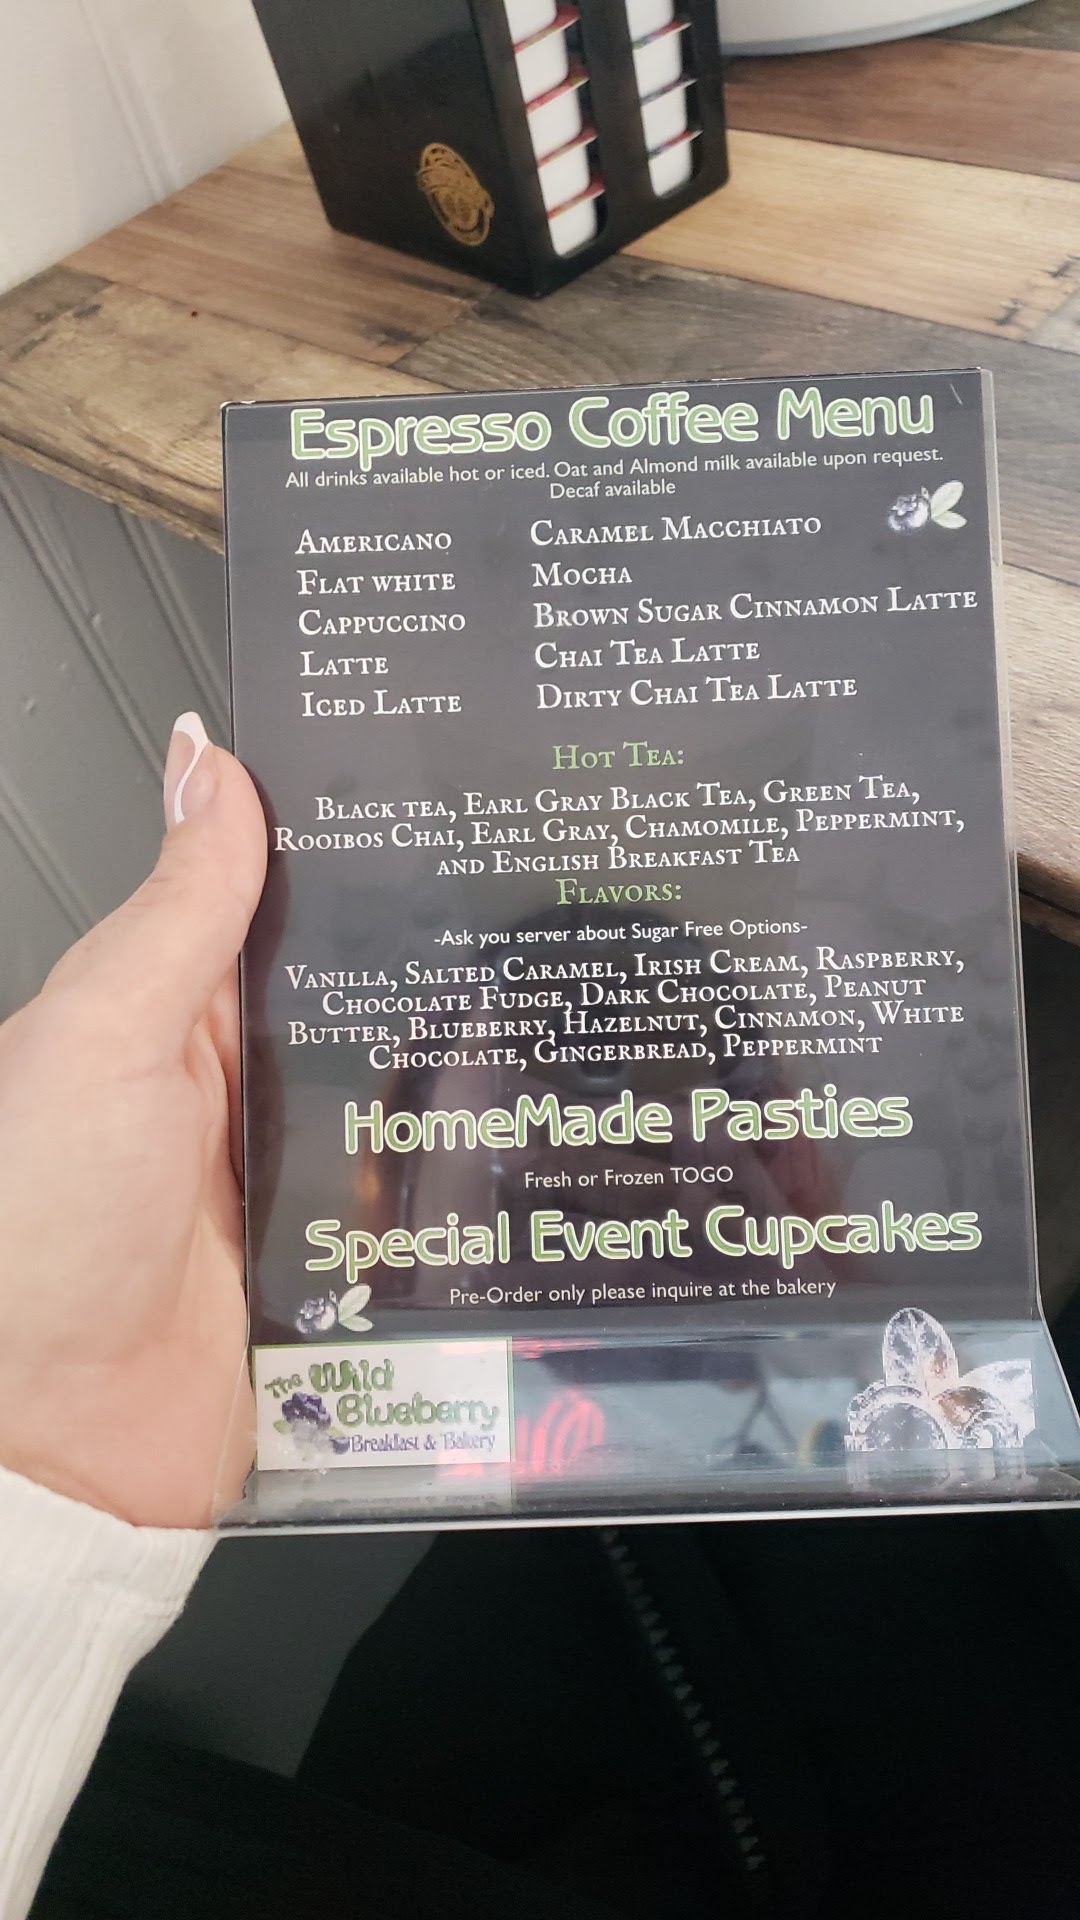 Espresso Coffee Menu
All drinks available hot or iced. Oat and Almond milk available upon request.
Decaf available
Americano
Flat white
Cappuccino
Latte
Iced Latte
Caramel Macchiato
Mocha
Brown Sugar Cinnamon Latte
Chai Tea Latte
Dirty Chai Tea Latte
Hot Tea:
Black tea, Earl Gray Black Tea, Green Tea,
Rooibos Chai, Earl Gray, Chamomile, Peppermint,
and English Breakfast Tea
Flavors:
-Ask you server about Sugar Free Options-
Vanilla, Salted Caramel, Irish Cream, Raspberry,
Chocolate Fudge, Dark Chocolate, Peanut
Butter, Blueberry, Hazelnut, Cinnamon, White
Chocolate, Gingerbread, Peppermint
HomeMade Pasties
Fresh or Frozen TOGO
Special Event Cupcakes
Pre-Order only please inquire at the bakery
The Wild
Blueberry
Breakfast & Bakery